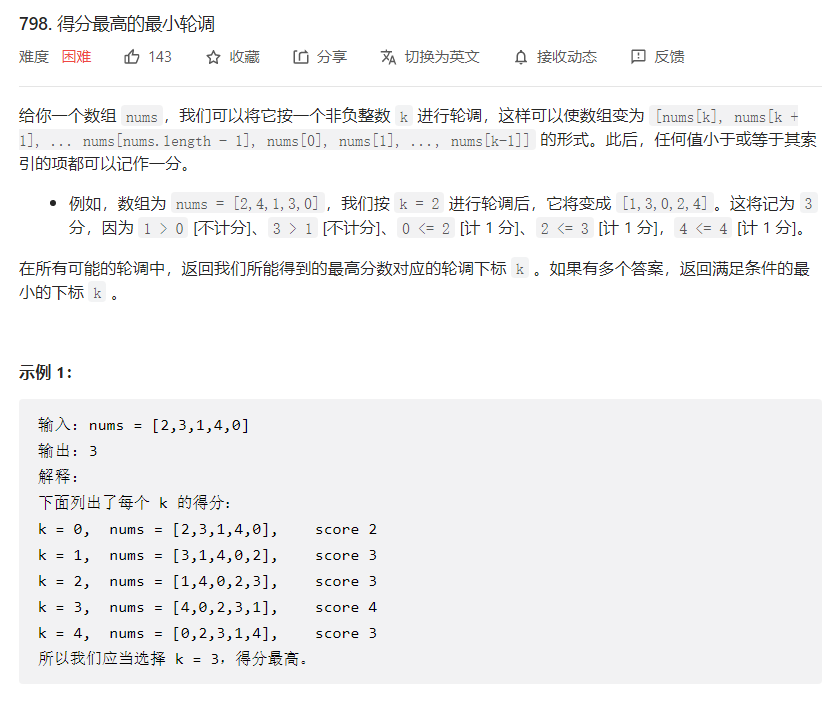 798. 得分最高的最小轮调
难度 困难 143 收藏 分享 切换为英文 接收动态 反馈
给你一个数组 nums，我们可以将它按一个非负整数 k 进行轮调，这样可以使数组变为 [nums[k], nums[k +
1], ... nums[nums.length - 1], nums[0], nums[1], ..., nums[k-1]] 的形式。此后，任何值小于或等于其索
引的项都可以记作一分。
• 例如，数组为 nums = [2,4,1,3,0]，我们按 k = 2 进行轮调后，它将变成 [1,3,0,2,4]。这将记为 3
分，因为 1 > 0 [不计分]、3 > 1 [不计分]、0 <= 2 [计 1 分]、2 <= 3 [计 1 分]，4 <= 4 [计 1 分]。
在所有可能的轮调中，返回我们所能得到的最高分数对应的轮调下标 k 。如果有多个答案，返回满足条件的最
小的下标 k 。
示例 1：
输入：nums = [2,3,1,4,0]
输出：3
解释：
下面列出了每个 k 的得分：
k = 0,  nums = [2,3,1,4,0],    score 2
k = 1,  nums = [3,1,4,0,2],    score 3
k = 2,  nums = [1,4,0,2,3],    score 3
k = 3,  nums = [4,0,2,3,1],    score 4
k = 4,  nums = [0,2,3,1,4],    score 3
所以我们应当选择 k = 3，得分最高。